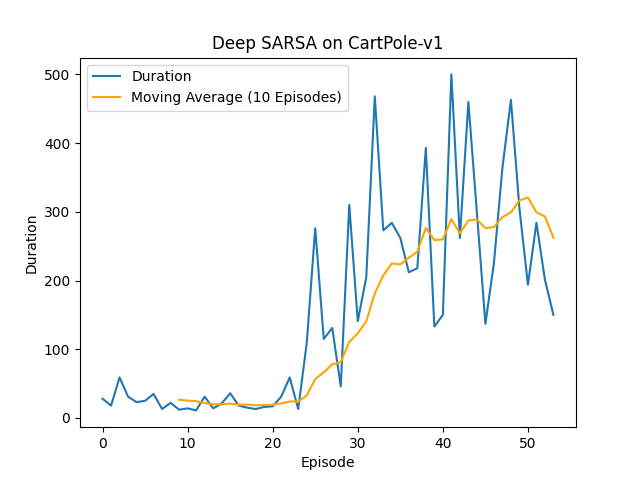 Deep SARSA on CartPole-v1
Duration
Moving Average (10 Episodes)
500
400
300
200
100
0
Duration
0 10 20 30 40 50
Episode